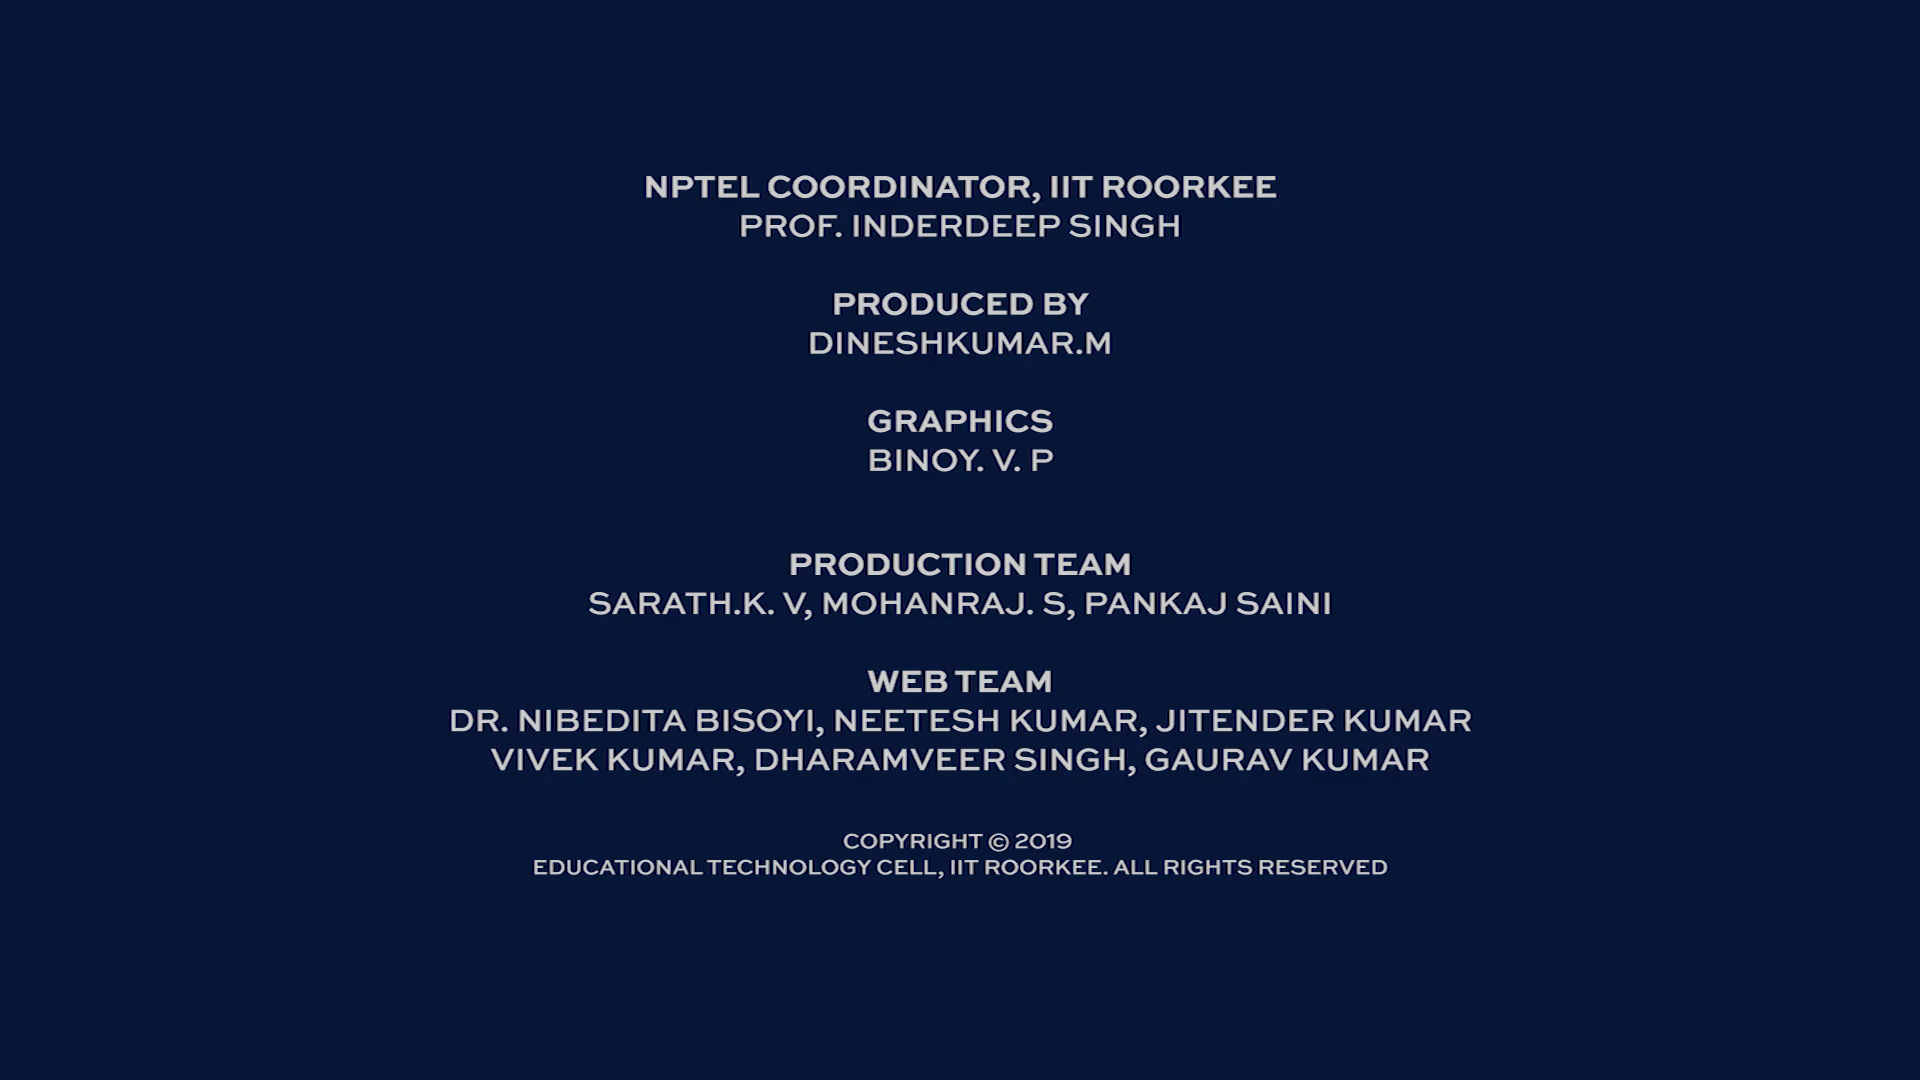 NPTEL COORDINATOR, IIT ROORKEE
PROF. INDERDEEP SINGH
PRODUCED BY
DINESHKUMAR.M
GRAPHICS
BINOY. V. P
PRODUCTION TEAM
SARATH.K. V, MOHANRAJ. S, PANKAJ SAINI
WEB TEAM
DR. NIBEDITA BISOYI, NEETESH KUMAR, JITENDER KUMAR
VIVEK KUMAR, DHARAMVEER SINGH, GAURAV KUMAR
COPYRIGHT © 2019
EDUCATIONAL TECHNOLOGY CELL, IIT ROORKEE. ALL RIGHTS RESERVED